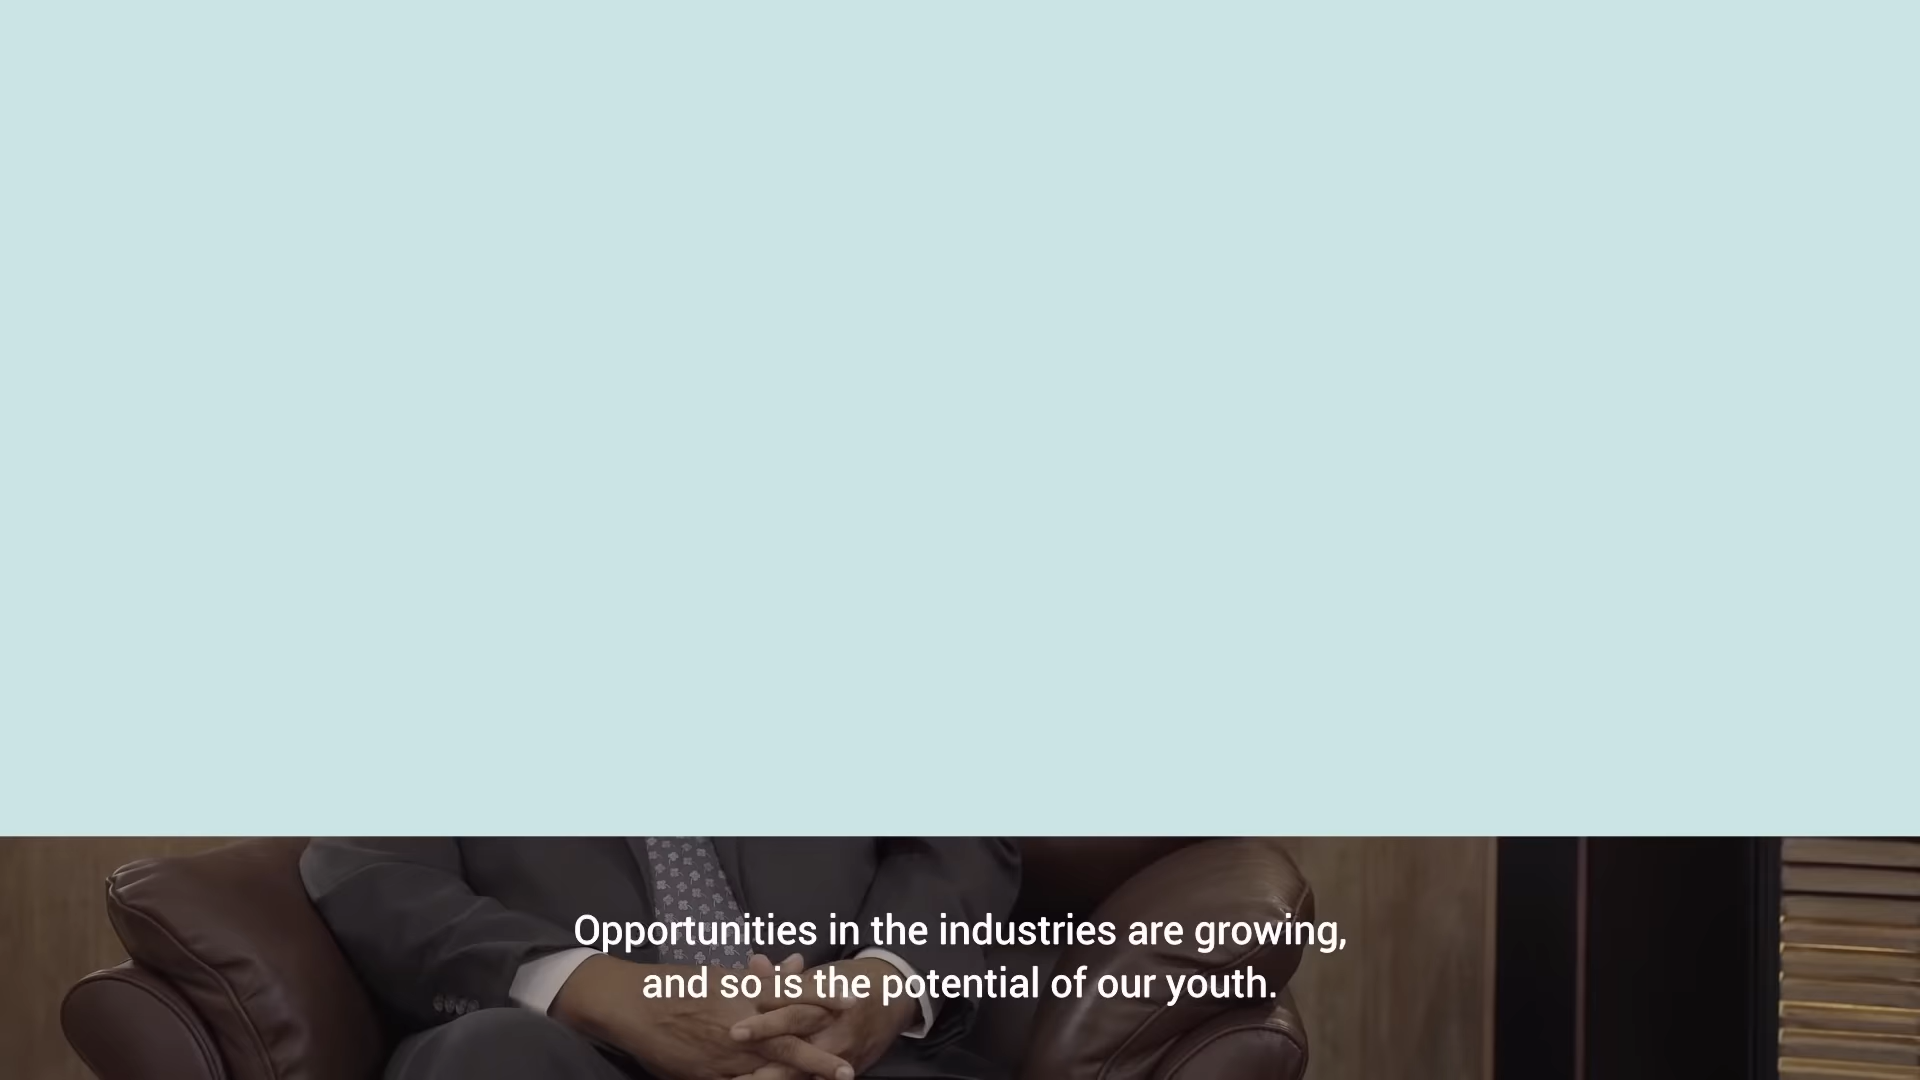 Opportunities in the industries are growing,
and so is the potential of our youth.